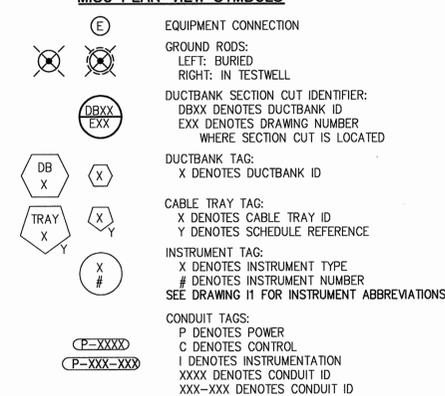 MISC PLAN VIEW SYMBOLS
E EQUIPMENT CONNECTION
GROUND RODS:
LEFT: BURIED
RIGHT: IN TESTWELL
DUCTBANK SECTION CUT IDENTIFIER:
DBXX DBXX DENOTES DUCTBANK ID
EXX EXX DENOTES DRAWING NUMBER
WHERE SECTION CUT IS LOCATED
DUCTBANK TAG:
DB X X X DENOTES DUCTBANK ID
CABLE TRAY TAG:
TRAY X X X DENOTES CABLE TRAY ID
Y Y Y DENOTES SCHEDULE REFERENCE
INSTRUMENT TAG:
X X DENOTES INSTRUMENT TYPE
# # DENOTES INSTRUMENT NUMBER
SEE DRAWING I1 FOR INSTRUMENT ABBREVIATIONS
CONDUIT TAGS:
P DENOTES POWER
P-XXXX C DENOTES CONTROL
P-XXX-XXX I DENOTES INSTRUMENTATION
XXXX DENOTES CONDUIT ID
XXX-XXX DENOTES CONDUIT ID